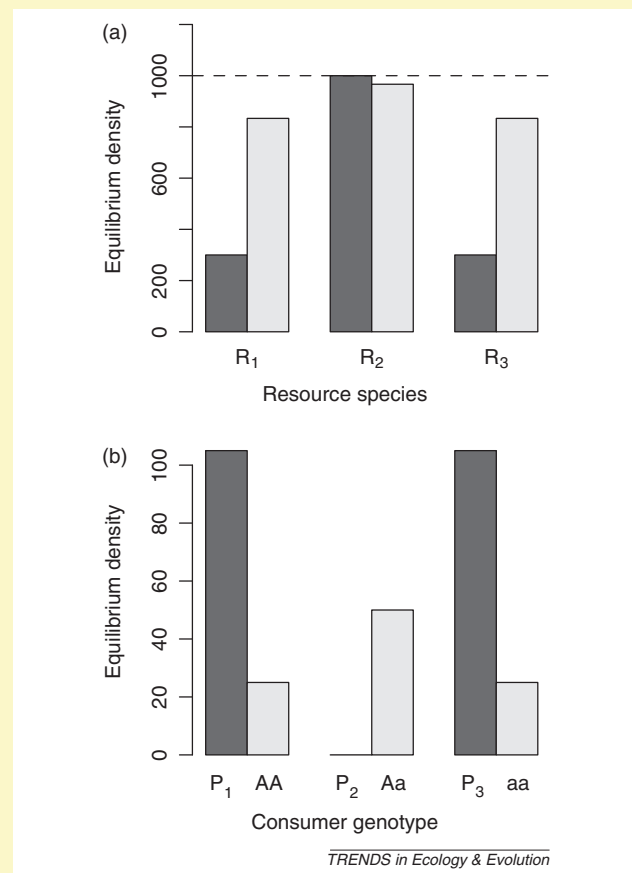 (a)
Equilibrium density
1000
600
200
0
R₁ R₂ R₃
Resource species
(b)
Equilibrium density
100
80
60
40
20
0
P₁ AA P₂ Aa P₃ aa
Consumer genotype
TRENDS in Ecology & Evolution